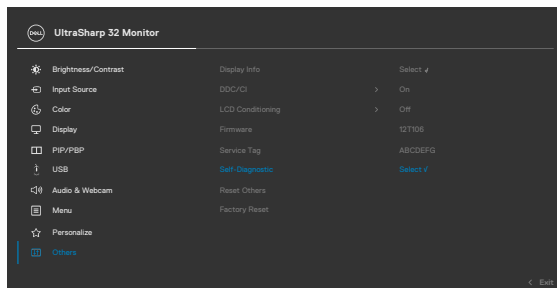 DELL UltraSharp 32 Monitor
Brightness/Contrast Display Info Select
Input Source DDC/CI > On
Color LCD Conditioning > Off
Display Firmware 12T106
PIP/PBP Service Tag ABCDEFG
USB Self-Diagnostic Select
Audio & Webcam Reset Others
Menu Factory Reset
Personalize
Others
< Exit